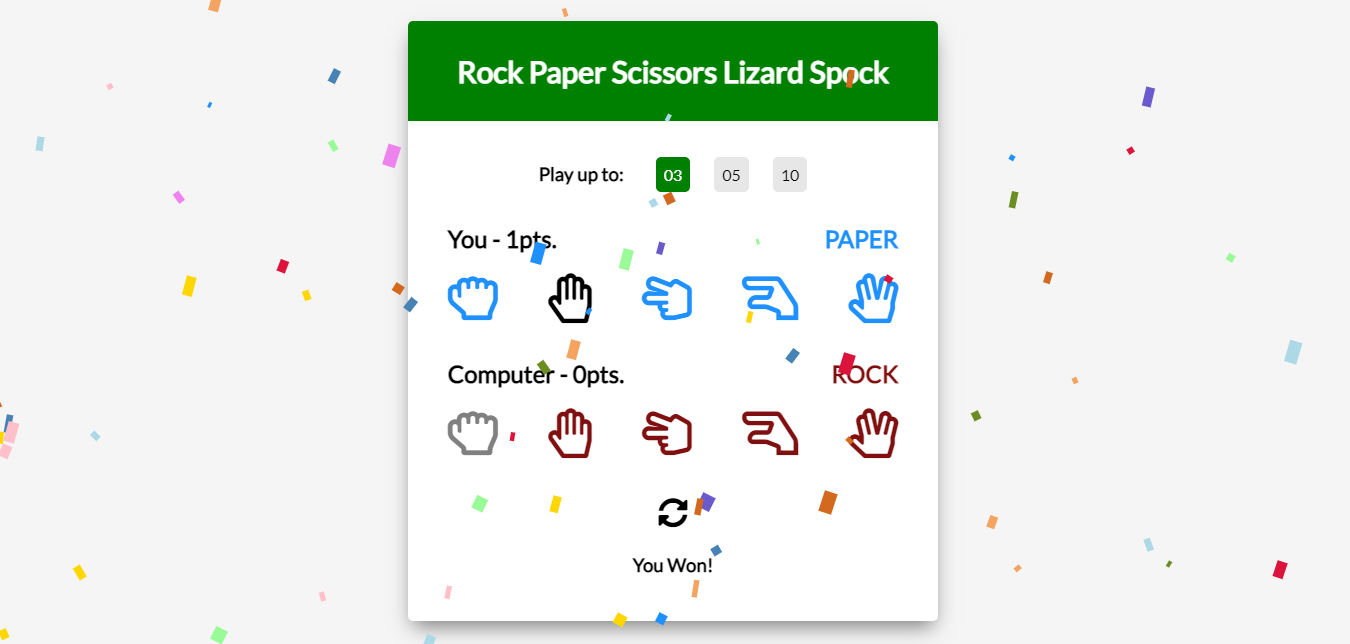 Rock Paper Scissors Lizard Spock
Play up to: 03 05 10
You - 1pts. PAPER
Computer - 0pts. ROCK
You Won!